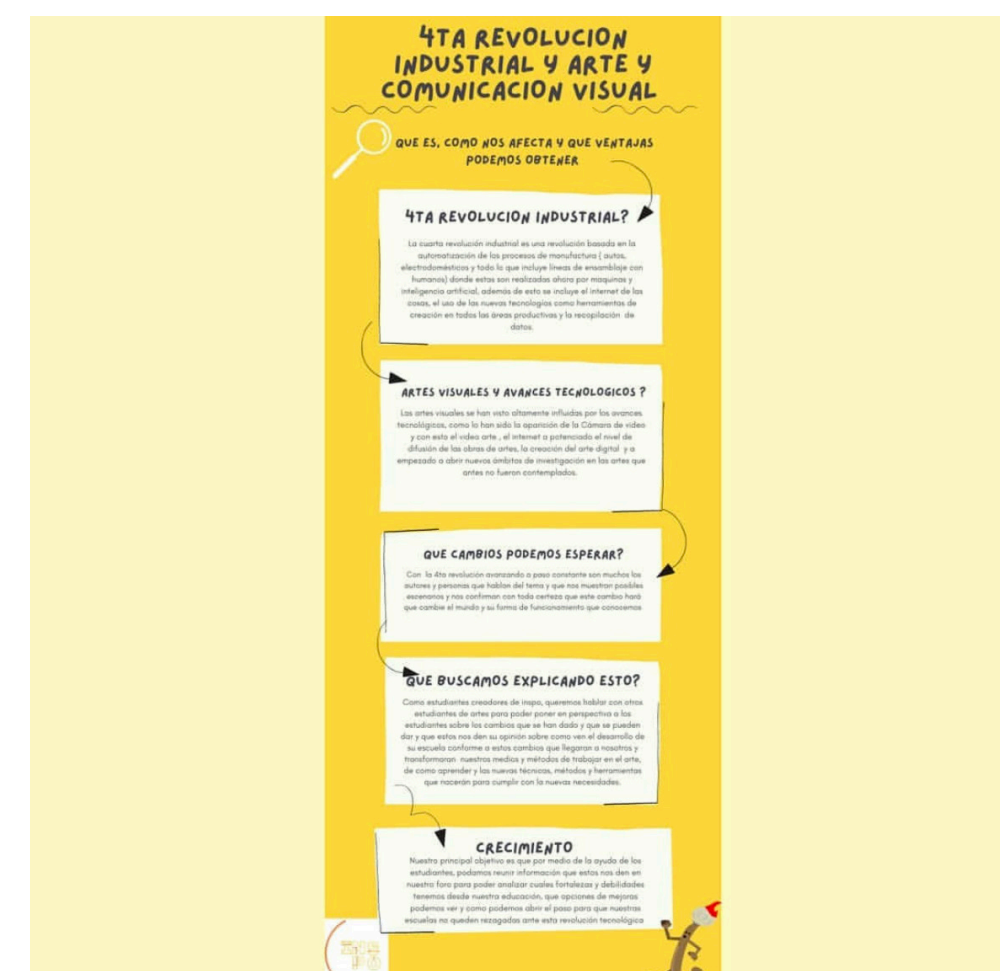 4TA REVOLUCION
INDUSTRIAL Y ARTE Y
COMUNICACION VISUAL
QUE ES, COMO NOS AFECTA Y QUE VENTAJAS
PODEMOS OBTENER
4TA REVOLUCION INDUSTRIAL?
La cuarta revolución industrial es una revolución basada en la
automatización de los procesos de manufactura ( autos,
electrodomésticos y todo lo que incluye líneas de ensamblaje con
humanos) donde estas son realizadas ahora por maquinas y
inteligencia artificial, además de esto se incluye el internet de las
cosas, el uso de las nuevas tecnologías como herramientas de
creación en todas las áreas productivas y la recopilación de
datos.
ARTES VISUALES Y AVANCES TECNOLOGICOS ?
Las artes visuales se han visto altamente influidas por los avances
tecnológicos, como lo han sido la aparición de la Cámara de video
y con esto el video arte , el internet a potenciado el nivel de
difusión de las obras de artes, la creación del arte digital y a
empezado a abrir nuevos ámbitos de investigación en las artes que
antes no fueron contemplados.
QUE CAMBIOS PODEMOS ESPERAR?
Con la 4ta revolución avanzando a paso constante son muchos los
autores y personas que hablan del tema y que nos muestran posibles
escenarios y nos confirman con toda certeza que este cambio hará
que cambie el mundo y su forma de funcionamiento que conocemos
QUE BUSCAMOS EXPLICANDO ESTO?
Como estudiantes creadores de inspo, queremos hablar con otros
estudiantes de artes para poder poner en perspectiva a los
estudiantes sobre los cambios que se han dado y que se pueden
dar y que estos nos den su opinión sobre como ven el desarrollo de
su escuela conforme a estos cambios que llegaran a nosotros y
transformaran nuestros medios y métodos de trabajar en el arte,
de como aprender y las nuevas técnicas, métodos y herramientas
que nacerán para cumplir con la nuevas necesidades.
CRECIMIENTO
Nuestro principal objetivo es que por medio de la ayuda de los
estudiantes, podamos reunir información que estos nos den en
nuestro foro para poder analizar cuales fortalezas y debilidades
tenemos desde nuestra educación, que opciones de mejoras
podemos ver y como podemos abrir el paso para que nuestras
escuelas no queden rezagadas ante esta revolución tecnológica